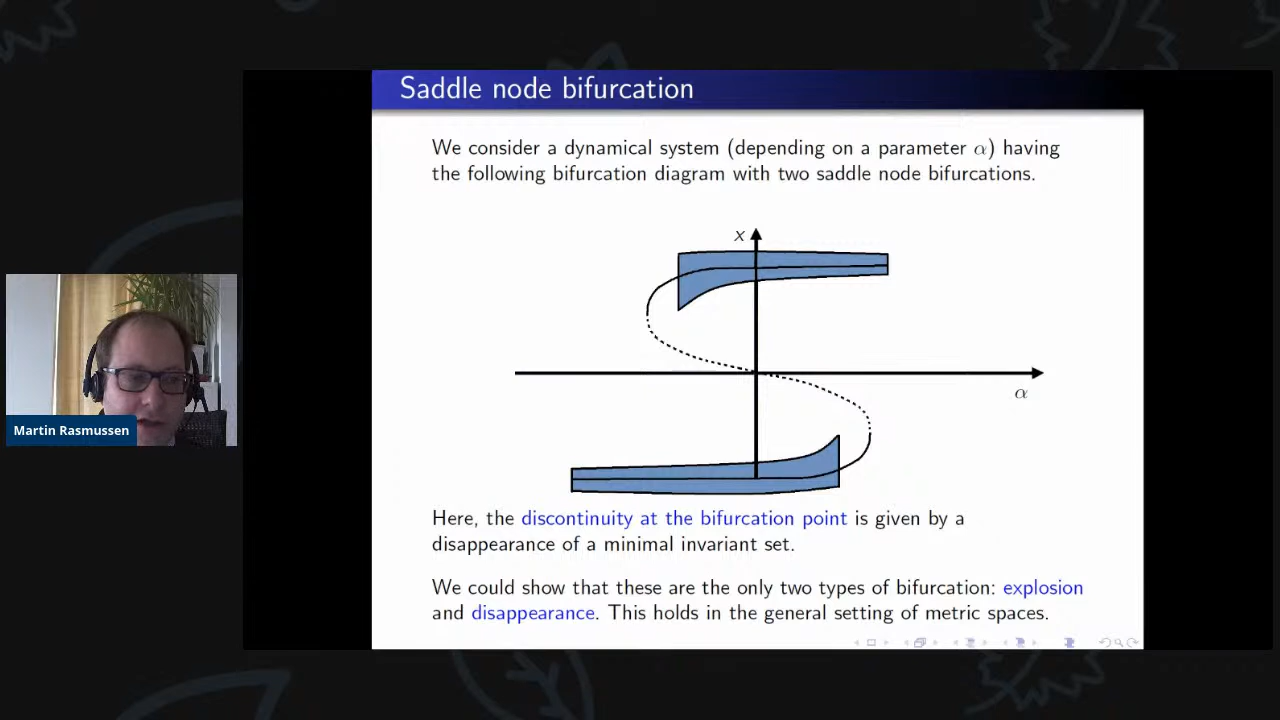 Saddle node bifurcation
We consider a dynamical system (depending on a parameter α) having
the following bifurcation diagram with two saddle node bifurcations.
x
α
Martin Rasmussen
Here, the discontinuity at the bifurcation point is given by a
disappearance of a minimal invariant set.
We could show that these are the only two types of bifurcation: explosion
and disappearance. This holds in the general setting of metric spaces.